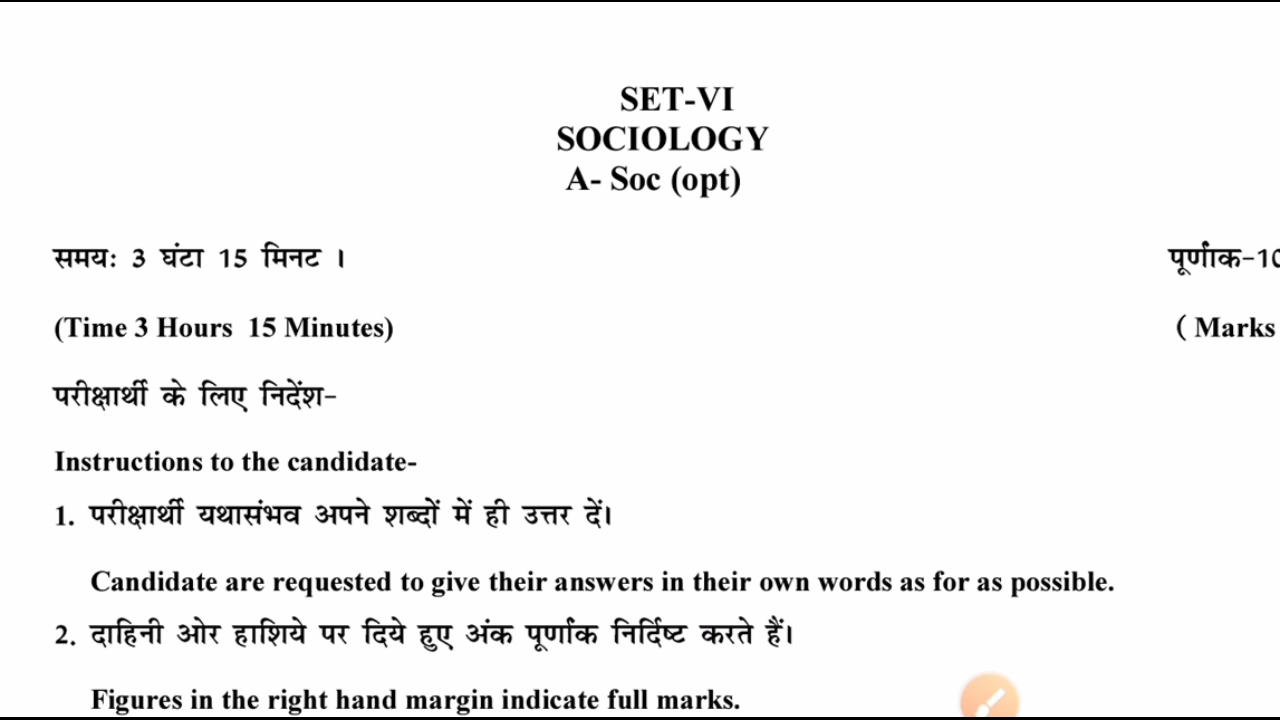 SET-VI
SOCIOLOGY
A- Soc (opt)
समयः 3 घंटा 15 मिनट ।
पूर्णांक-10
(Time 3 Hours 15 Minutes)
( Marks
परीक्षार्थी के लिए निर्देंश-
Instructions to the candidate-
1. परीक्षार्थी यथासंभव अपने शब्दों में ही उत्तर दें।
Candidate are requested to give their answers in their own words as for as possible.
2. दाहिनी ओर हाशिये पर दिये हुए अंक पूर्णांक निर्दिष्ट करते हैं।
Figures in the right hand margin indicate full marks.